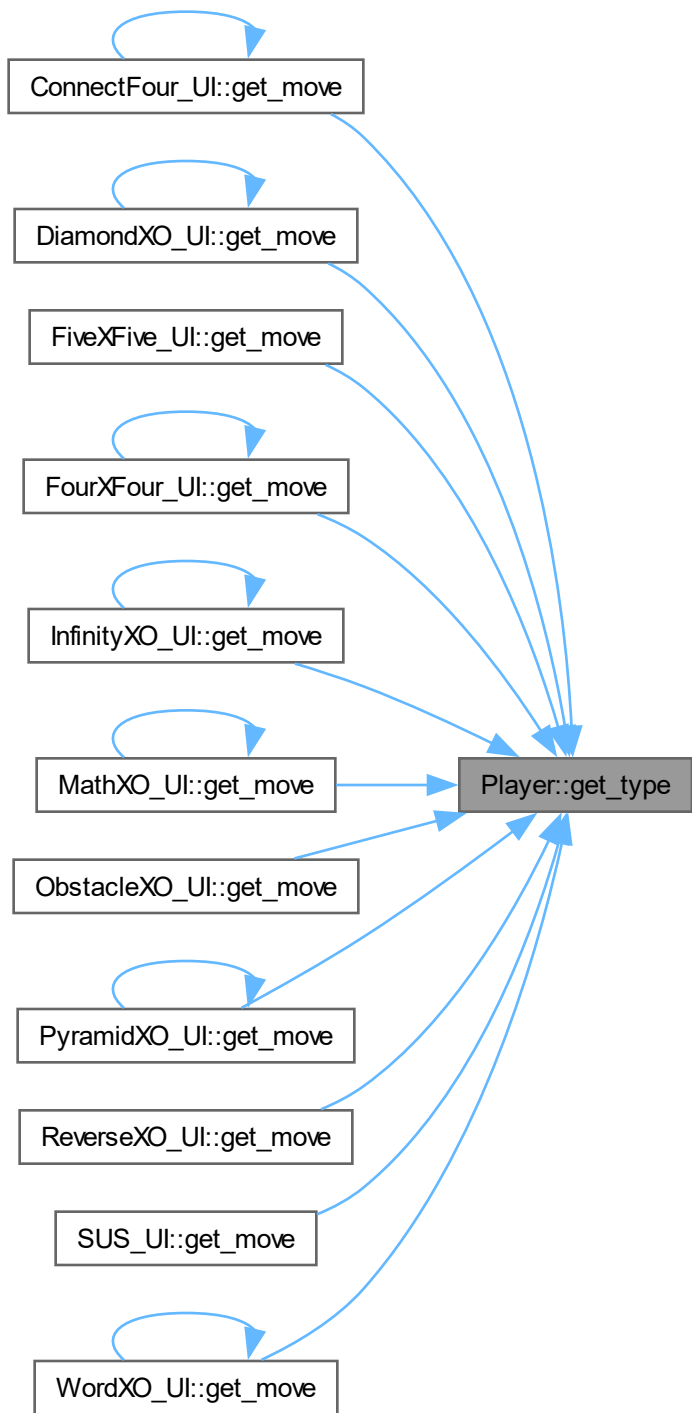 ConnectFour_UI::get_move
DiamondXO_UI::get_move
FiveXFive_UI::get_move
FourXFour_UI::get_move
InfinityXO_UI::get_move
MathXO_UI::get_move
Player::get_type
ObstacleXO_UI::get_move
PyramidXO_UI::get_move
ReverseXO_UI::get_move
SUS_UI::get_move
WordXO_UI::get_move